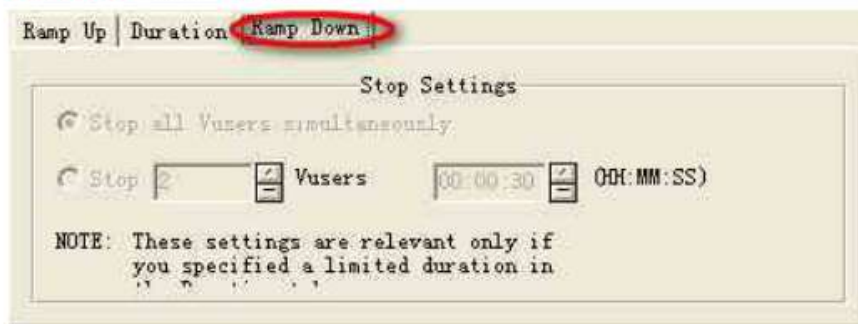 Ramp Up Duration Ramp Down
Stop Settings
Stop all Vusers simultaneously
Stop 2 Vusers 00:00:30 (HH:MM:SS)
NOTE: These settings are relevant only if
you specified a limited duration in